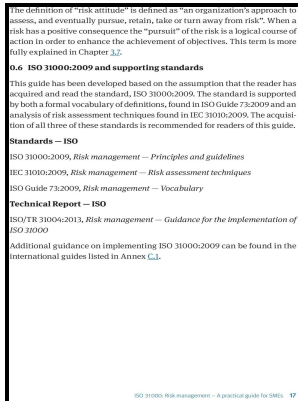 The definition of "risk attitude" is defined as "an organization's approach to
assess, and eventually pursue, retain, take or turn away from risk". When a
risk has a positive consequence the "pursuit" of the risk is a logical course of
action in order to enhance the achievement of objectives. This term is more
fully explained in Chapter 3.7.
0.6 ISO 31000:2009 and supporting standards
This guide has been developed based on the assumption that the reader has
acquired and read the standard, ISO 31000:2009. The standard is supported
by both a formal vocabulary of definitions, found in ISO Guide 73:2009 and an
analysis of risk assessment techniques found in IEC 31010:2009. The acquisi-
tion of all three of these standards is recommended for readers of this guide.
Standards — ISO
ISO 31000:2009, Risk management — Principles and guidelines
IEC 31010:2009, Risk management — Risk assessment techniques
ISO Guide 73:2009, Risk management — Vocabulary
Technical Report — ISO
ISO/TR 31004:2013, Risk management — Guidance for the implementation of
ISO 31000
Additional guidance on implementing ISO 31000:2009 can be found in the
international guides listed in Annex C.1.
ISO 31000: Risk management – A practical guide for SMEs 17